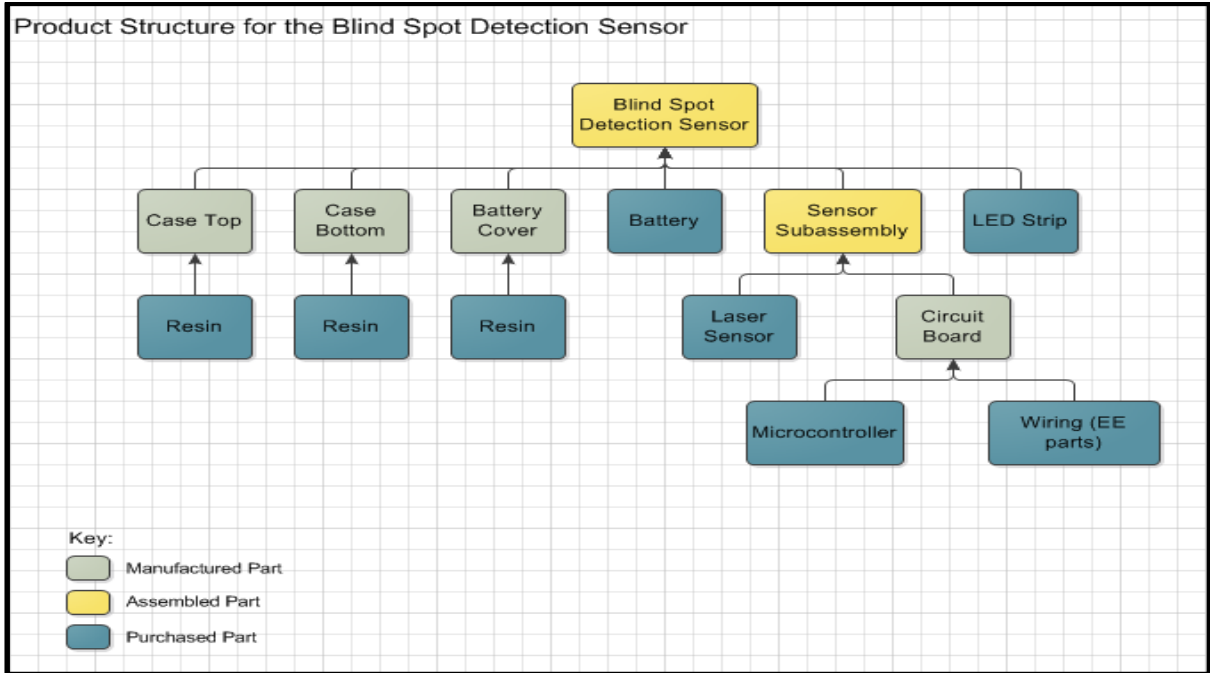 Product Structure for the Blind Spot Detection Sensor
Blind Spot
Detection Sensor
Case Top
Case
Bottom
Battery
Cover
Battery
Sensor
Subassembly
LED Strip
Resin
Resin
Resin
Laser
Sensor
Circuit
Board
Microcontroller
Wiring (EE
parts)
Key:
Manufactured Part
Assembled Part
Purchased Part